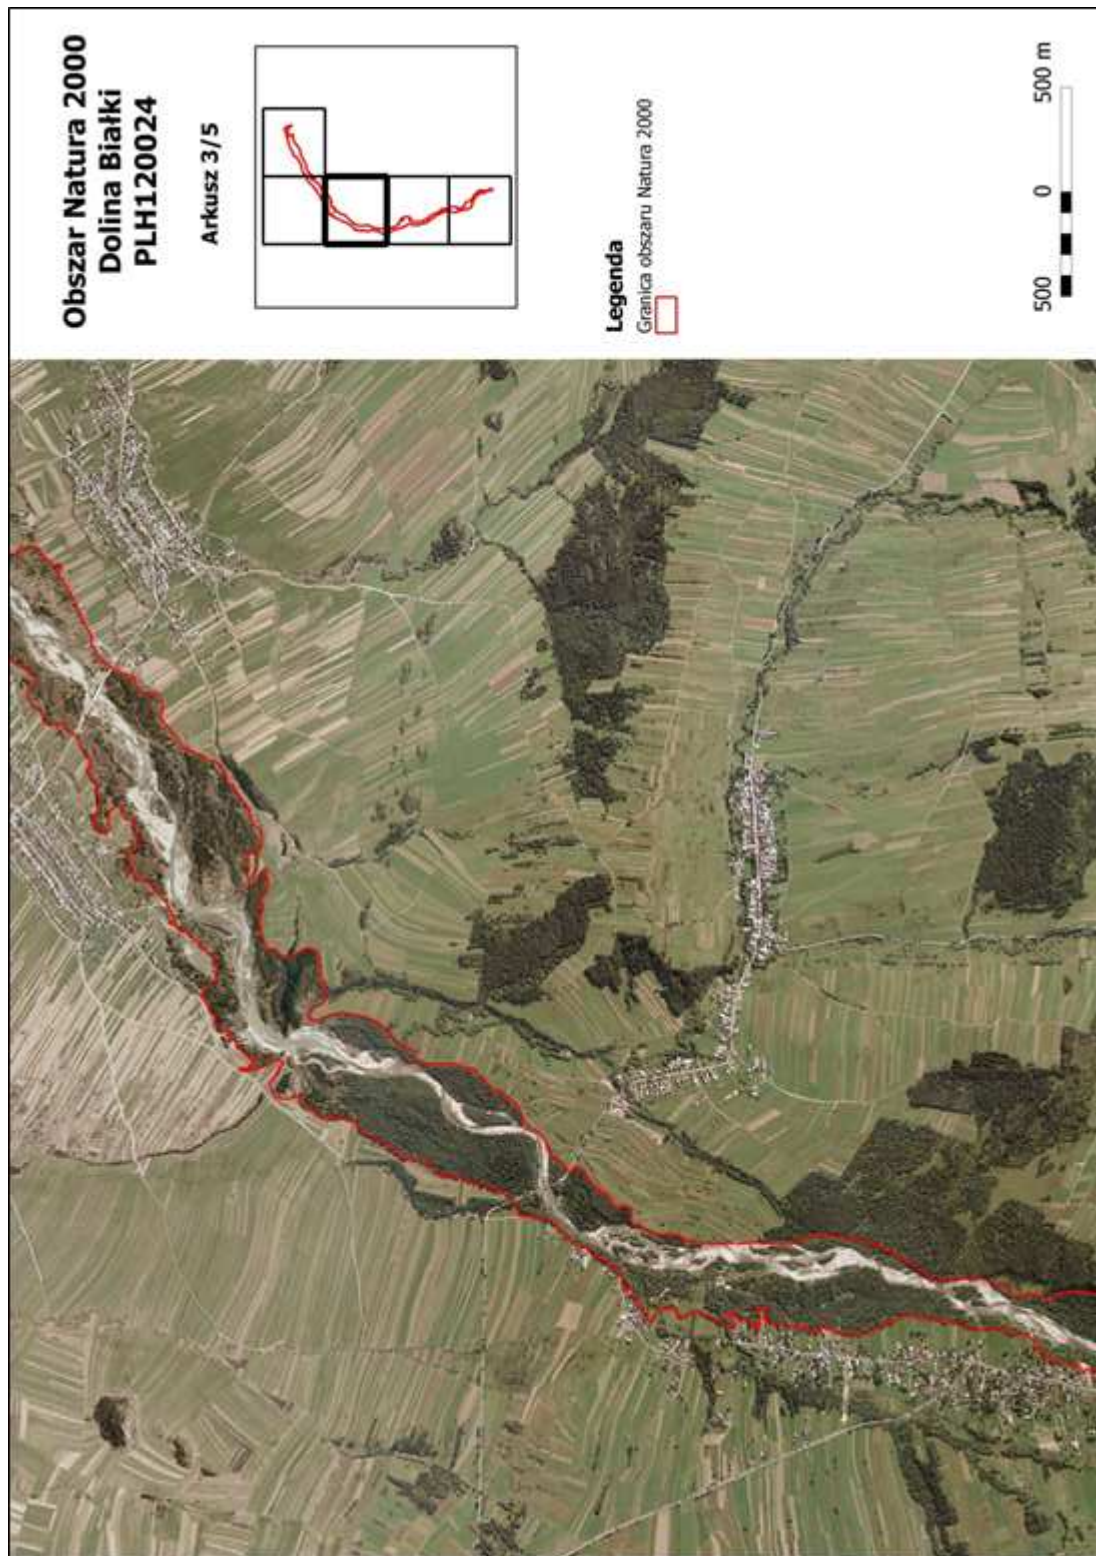 Obszar Natura 2000
Dolina Białki
PLH120024
Arkusz 3/5
Legenda
Granica obszaru Natura 2000
500 0 500 m